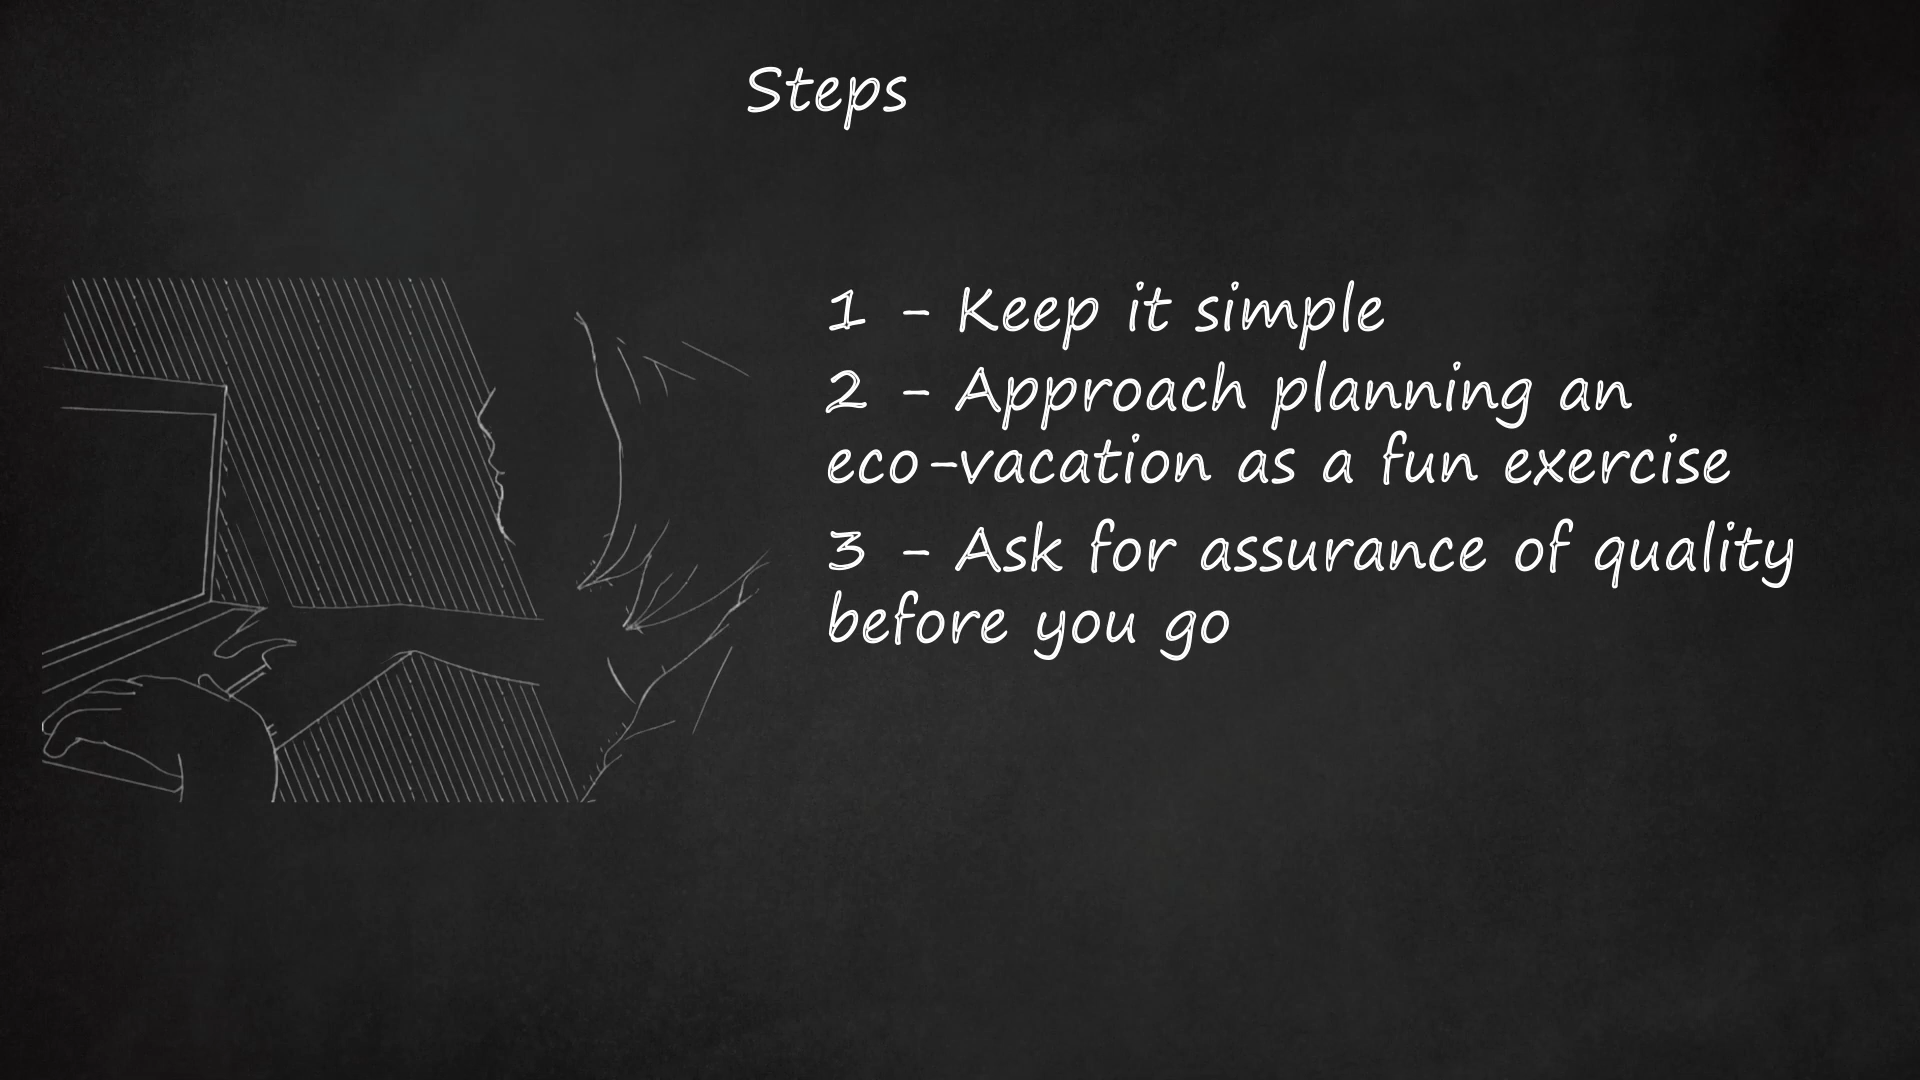 Steps
1 - Keep it simple
2 - Approach planning an
eco-vacation as a fun exercise
3 - Ask for assurance of quality
before you go